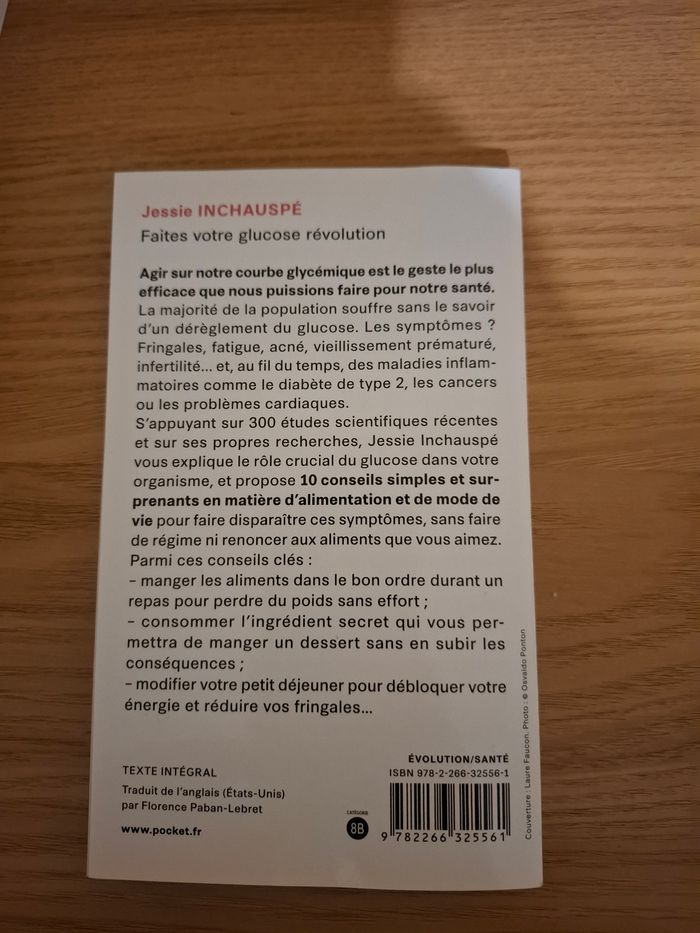 Jessie INCHAUSPÉ
Faites votre glucose révolution
Agir sur notre courbe glycémique est le geste le plus
efficace que nous puissions faire pour notre santé.
La majorité de la population souffre sans le savoir
d'un dérèglement du glucose. Les symptômes ?
Fringales, fatigue, acné, vieillissement prématuré,
infertilité... et, au fil du temps, des maladies inflam-
matoires comme le diabète de type 2, les cancers
ou les problèmes cardiaques.
S'appuyant sur 300 études scientifiques récentes
et sur ses propres recherches, Jessie Inchauspé
vous explique le rôle crucial du glucose dans votre
organisme, et propose 10 conseils simples et sur-
prenants en matière d'alimentation et de mode de
vie pour faire disparaître ces symptômes, sans faire
de régime ni renoncer aux aliments que vous aimez.
Parmi ces conseils clés :
– manger les aliments dans le bon ordre durant un
repas pour perdre du poids sans effort ;
– consommer l'ingrédient secret qui vous per-
mettra de manger un dessert sans en subir les
conséquences ;
– modifier votre petit déjeuner pour débloquer votre
énergie et réduire vos fringales...
TEXTE INTÉGRAL
Traduit de l'anglais (États-Unis)
par Florence Paban-Lebret
www.pocket.fr
CATÉGORIE
8B
ÉVOLUTION/SANTÉ
ISBN 978-2-266-32556-1
9 782266 325561
Couverture : Laure Faucon. Photo : © Osvaldo Ponton